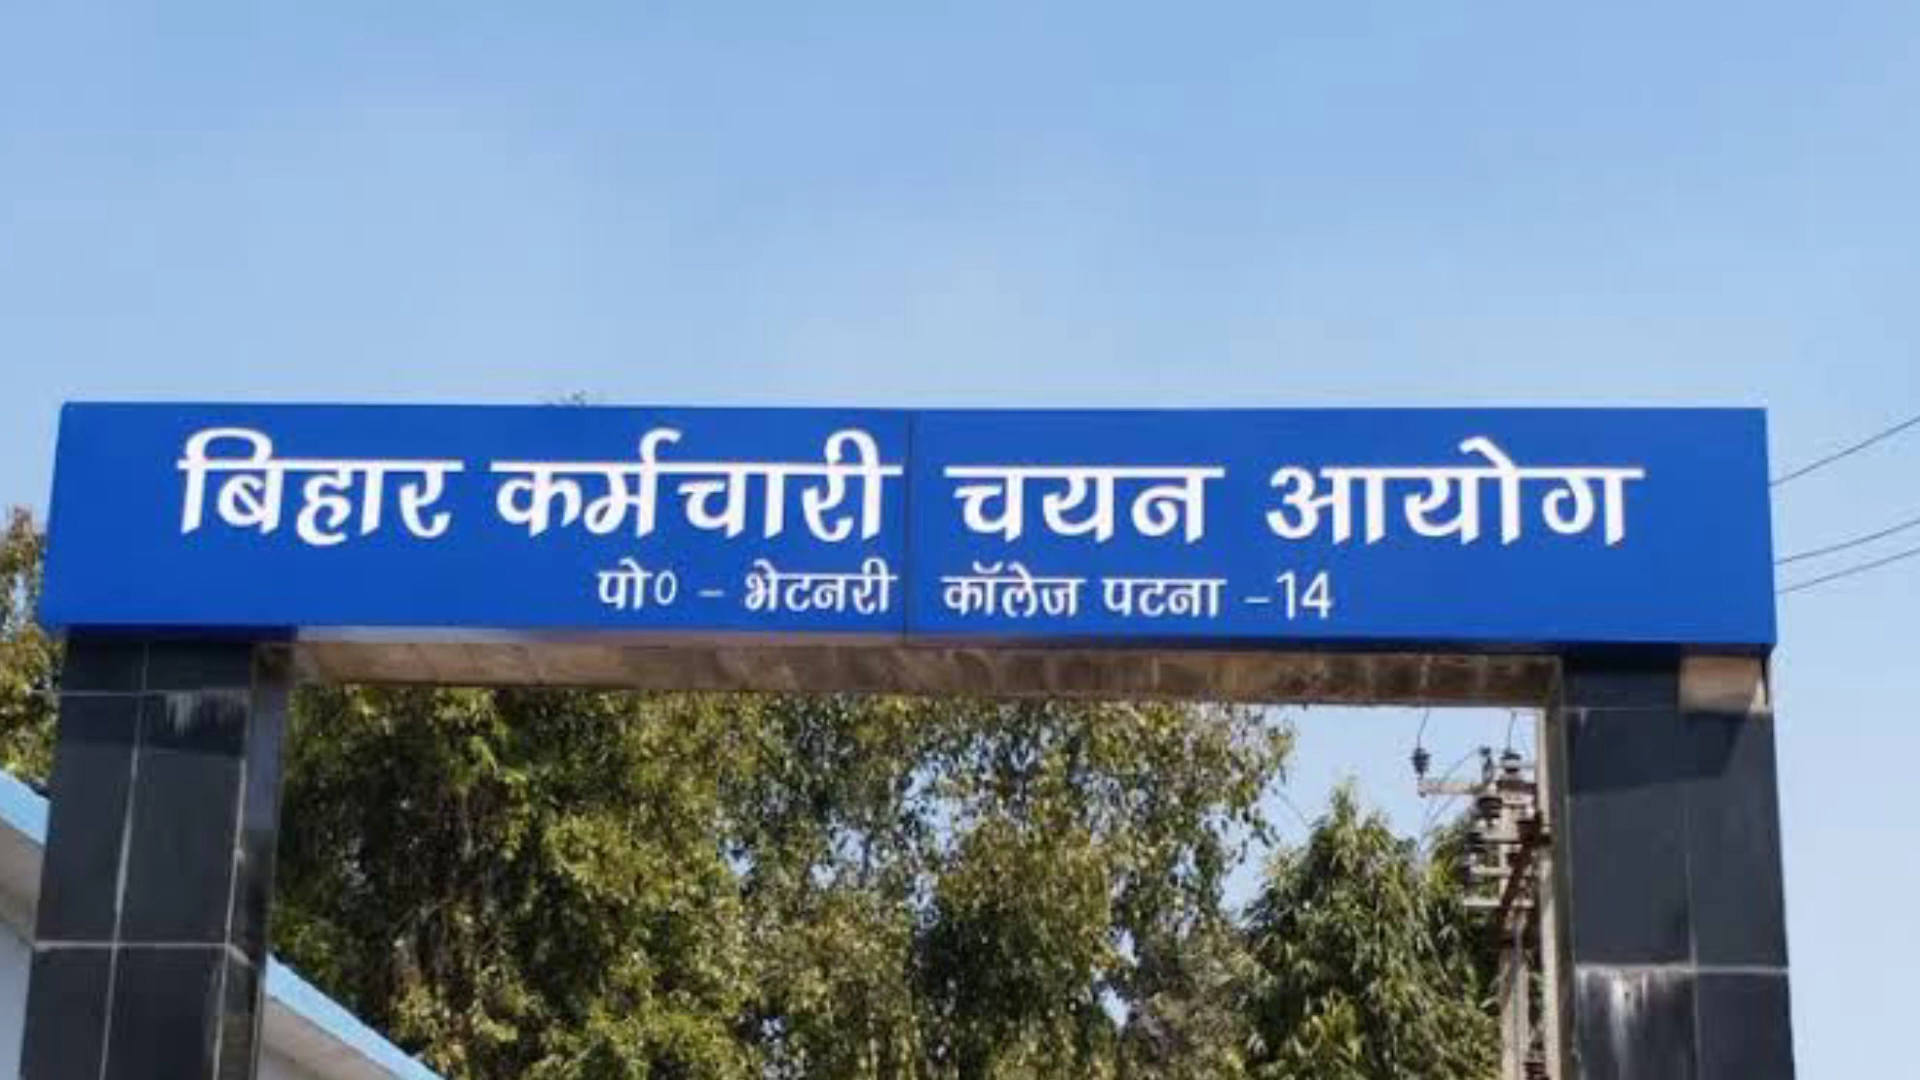 बिहार कर्मचारी चयन आयोग
पो० - भेटनरी कॉलेज पटना -14